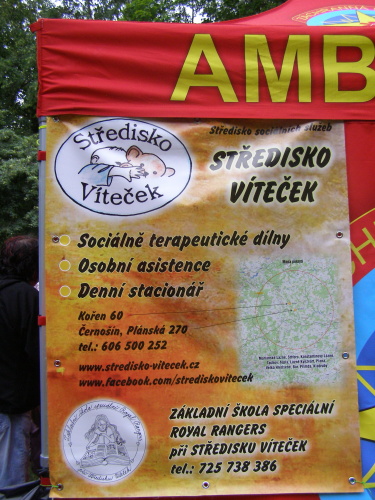 AMB
Středisko
Víteček
Středisko sociálních služeb
STŘEDISKO
VÍTEČEK
Sociálně terapeutické dílny
Osobní asistence
Denní stacionář
Kořen 60
Černošín, Plánská 270
tel.: 606 500 252
www.stredisko-vitecek.cz
www.facebook.com/strediskovitecek
ZÁKLADNÍ ŠKOLA SPECIÁLNÍ
ROYAL RANGERS
při STŘEDISKU VÍTEČEK
tel.: 725 738 386